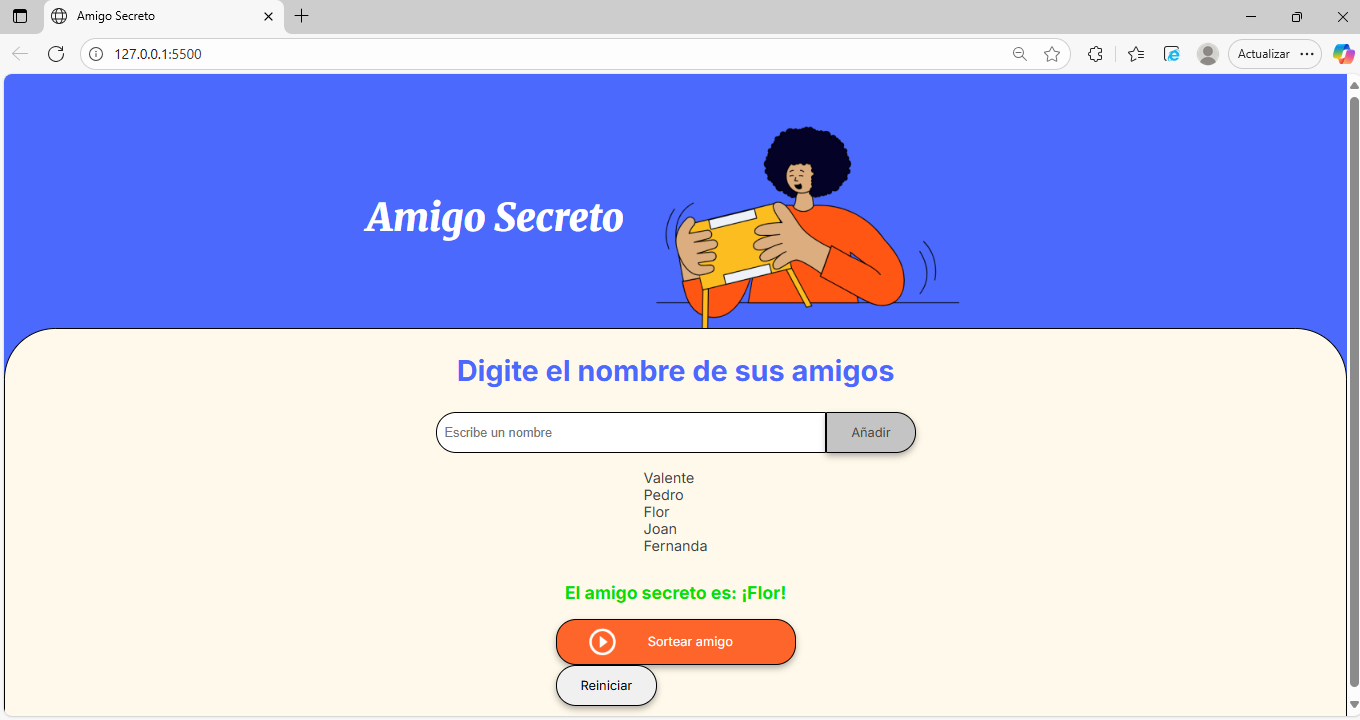 Amigo Secreto
127.0.0.1:5500
Actualizar
Amigo Secreto
Digite el nombre de sus amigos
Escribe un nombre
Añadir
Valente
Pedro
Flor
Joan
Fernanda
El amigo secreto es: ¡Flor!
Sortear amigo
Reiniciar